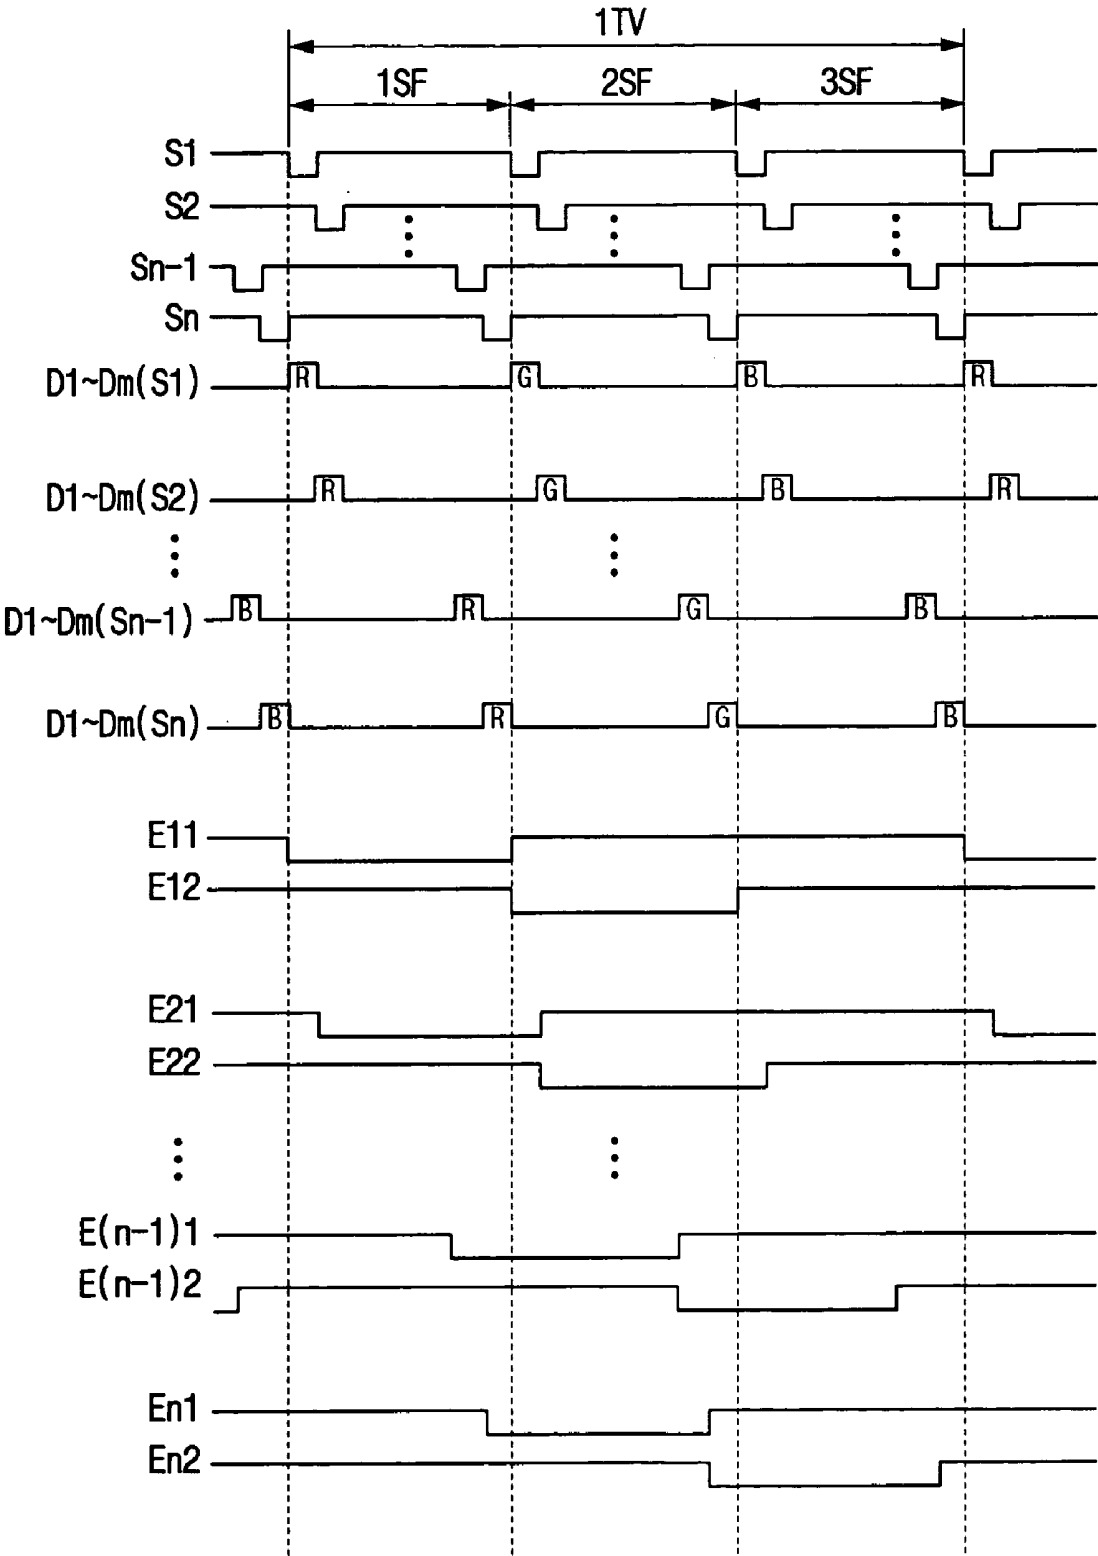 1TV
1SF 2SF 3SF
S1
S2
Sn-1
Sn
D1~Dm(S1) R G B R
D1~Dm(S2) R G B R
D1~Dm(Sn-1) B R G B
D1~Dm(Sn) B R G B
E11
E12
E21
E22
E(n-1)1
E(n-1)2
En1
En2